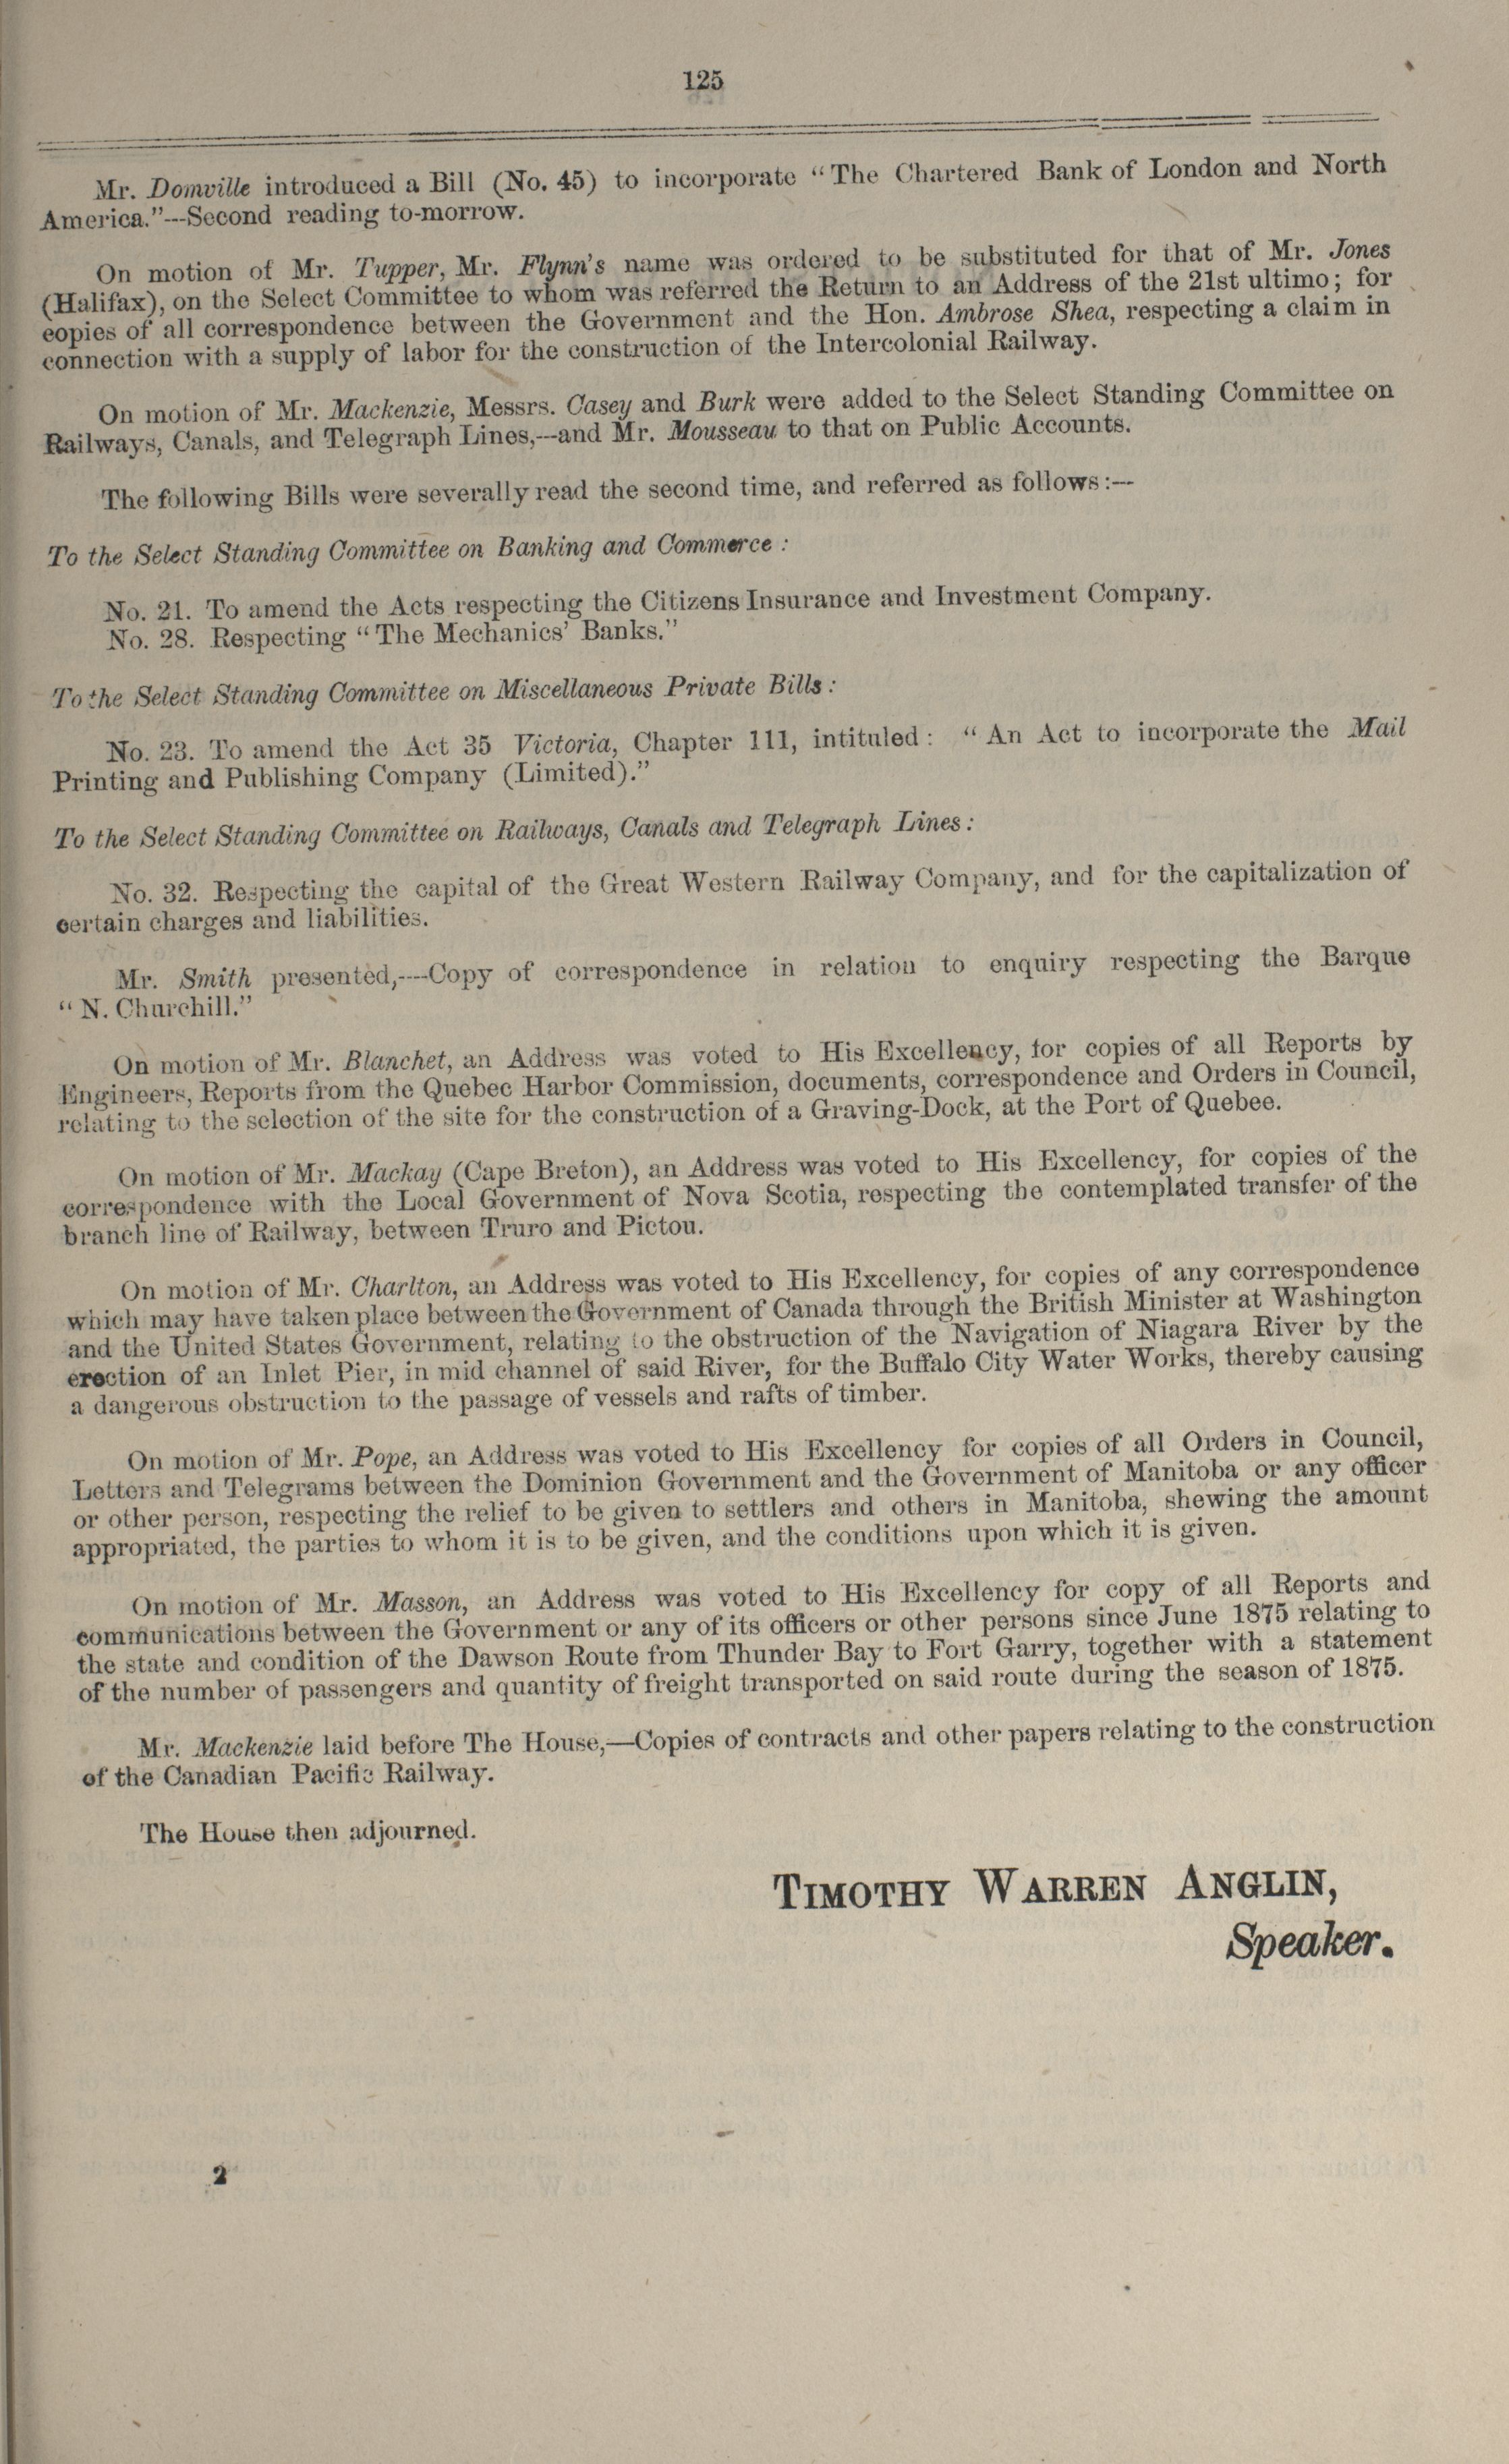 125
Mr. Domville introduced a Bill (No. 45) to incorporate “The Chartered Bank of London and North
America.”—Second reading to-morrow.
On motion of Mr. Tupper, Mr. Flynn's name was ordered to be substituted for that of Mr. Jones
(Halifax), on the Select Committee to whom was referred the Return to an Address of the 21st ultimo; for
copies of all correspondence between the Government and the Hon. Ambrose Shea, respecting a claim in
connection with a supply of labor for the construction of the Intercolonial Railway.
On motion of Mr. Mackenzie, Messrs. Casey and Burk were added to the Select Standing Committee on
Railways, Canals, and Telegraph Lines,—and Mr. Mousseau to that on Public Accounts.
The following Bills were severally read the second time, and referred as follows:—
To the Select Standing Committee on Banking and Commerce :
No. 21. To amend the Acts respecting the Citizens Insurance and Investment Company.
No. 28. Respecting “The Mechanics' Banks.”
To the Select Standing Committee on Miscellaneous Private Bills :
No. 23. To amend the Act 35 Victoria, Chapter 111, intituled : “An Act to incorporate the Mail
Printing and Publishing Company (Limited).”
To the Select Standing Committee on Railways, Canals and Telegraph Lines :
No. 32. Respecting the capital of the Great Western Railway Company, and for the capitalization of
certain charges and liabilities.
Mr. Smith presented,—Copy of correspondence in relation to enquiry respecting the Barque
“N. Churchill.”
On motion of Mr. Blanchet, an Address was voted to His Excellency, for copies of all Reports by
Engineers, Reports from the Quebec Harbor Commission, documents, correspondence and Orders in Council,
relating to the selection of the site for the construction of a Graving-Dock, at the Port of Quebec.
On motion of Mr. Mackay (Cape Breton), an Address was voted to His Excellency, for copies of the
correspondence with the Local Government of Nova Scotia, respecting the contemplated transfer of the
branch line of Railway, between Truro and Pictou.
On motion of Mr. Charlton, an Address was voted to His Excellency, for copies of any correspondence
which may have taken place between the Government of Canada through the British Minister at Washington
and the United States Government, relating to the obstruction of the Navigation of Niagara River by the
erection of an Inlet Pier, in mid channel of said River, for the Buffalo City Water Works, thereby causing
a dangerous obstruction to the passage of vessels and rafts of timber.
On motion of Mr. Pope, an Address was voted to His Excellency for copies of all Orders in Council,
Letters and Telegrams between the Dominion Government and the Government of Manitoba or any officer
or other person, respecting the relief to be given to settlers and others in Manitoba, shewing the amount
appropriated, the parties to whom it is to be given, and the conditions upon which it is given.
On motion of Mr. Masson, an Address was voted to His Excellency for copy of all Reports and
communications between the Government or any of its officers or other persons since June 1875 relating to
the state and condition of the Dawson Route from Thunder Bay to Fort Garry, together with a statement
of the number of passengers and quantity of freight transported on said route during the season of 1875.
Mr. Mackenzie laid before The House,—Copies of contracts and other papers relating to the construction
of the Canadian Pacific Railway.
The House then adjourned.
TIMOTHY WARREN ANGLIN,
Speaker.
2